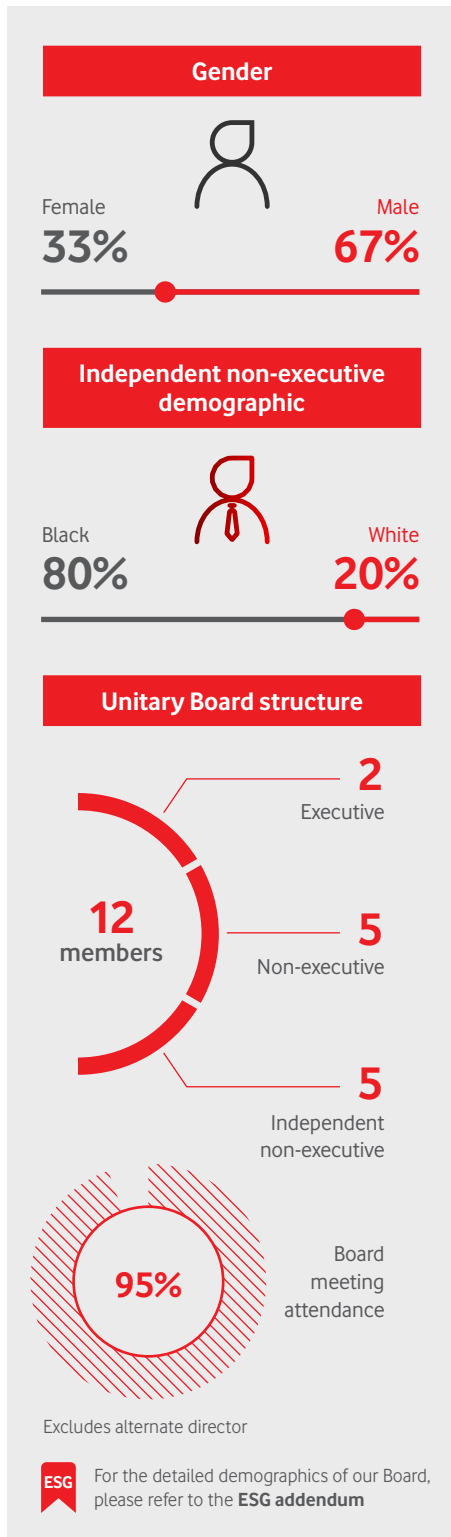 Gender
Female
Male
33%
67%
Independent non-executive
demographic
Black
White
80%
20%
Unitary Board structure
2
Executive
12
members
5
Non-executive
5
Independent
non-executive
95%
Board
meeting
attendance
Excludes alternate director
ESG
For the detailed demographics of our Board,
please refer to the ESG addendum